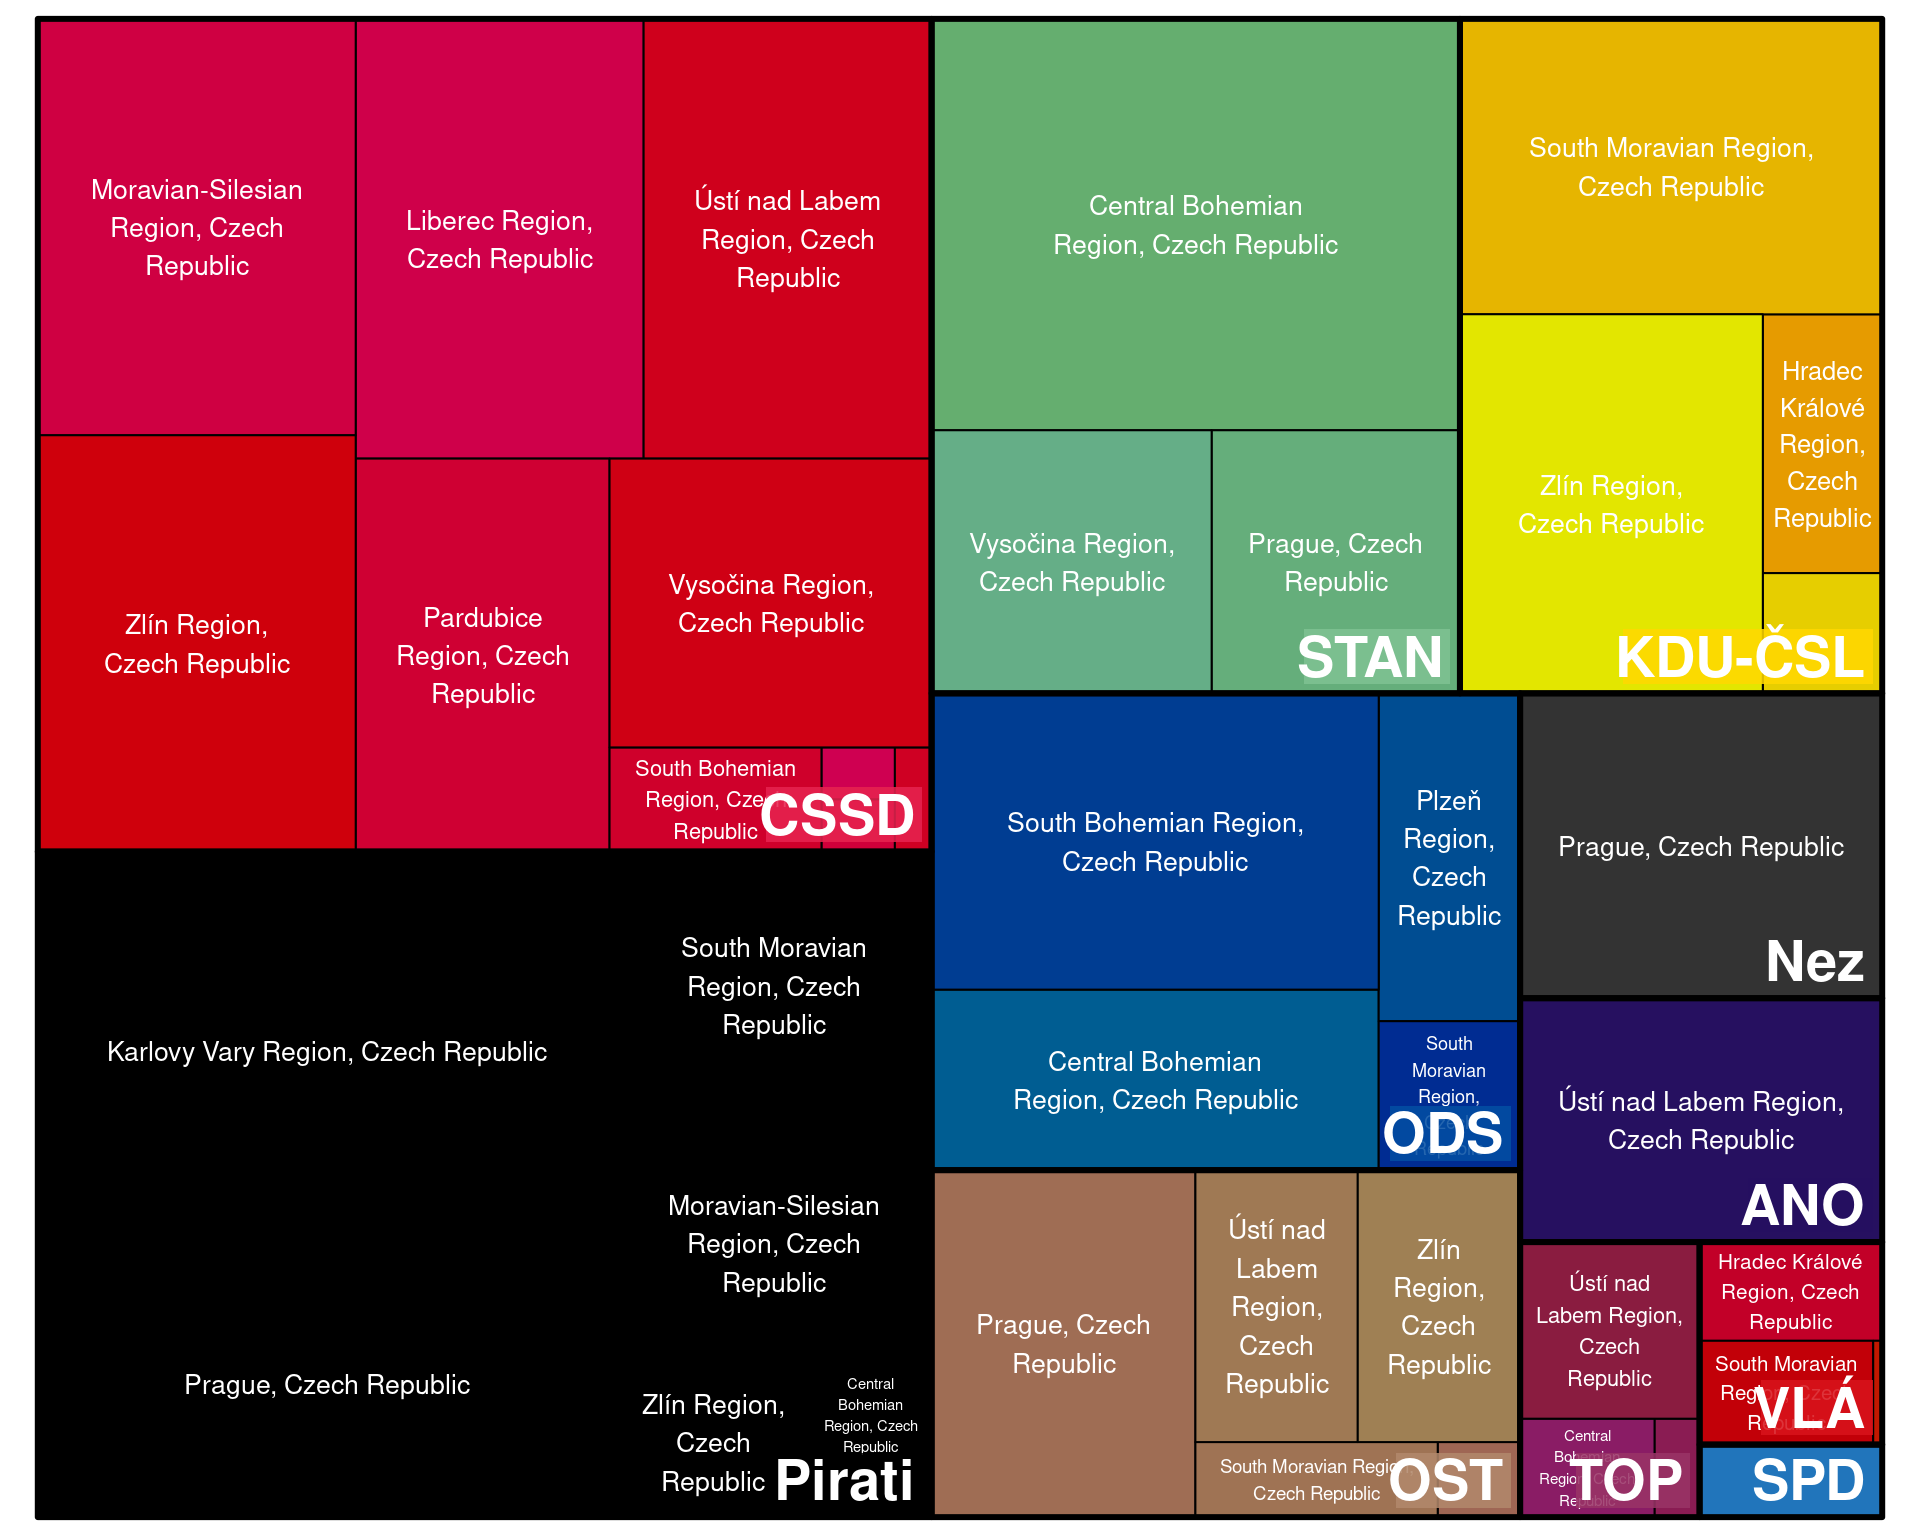 Moravian-Silesian
Region, Czech
Republic
Liberec Region,
Czech Republic
Ústí nad Labem
Region, Czech
Republic
Zlín Region,
Czech Republic
Pardubice
Region, Czech
Republic
Vysočina Region,
Czech Republic
South Bohemian
Region, Czech
Republic
CSSD
Central Bohemian
Region, Czech Republic
Vysočina Region,
Czech Republic
Prague, Czech
Republic
STAN
South Moravian Region,
Czech Republic
Zlín Region,
Czech Republic
Hradec
Králové
Region,
Czech
Republic
KDU-ČSL
Karlovy Vary Region, Czech Republic
South Moravian
Region, Czech
Republic
Prague, Czech Republic
Moravian-Silesian
Region, Czech
Republic
Zlín Region,
Czech
Republic
Central
Bohemian
Region, Czech
Republic
Pirati
South Bohemian Region,
Czech Republic
Plzeň
Region,
Czech
Republic
Central Bohemian
Region, Czech Republic
South
Moravian
Region,
Czech
Republic
ODS
Prague, Czech Republic
Nez
Ústí nad Labem Region,
Czech Republic
ANO
Prague, Czech
Republic
Ústí nad
Labem
Region,
Czech
Republic
Zlín
Region,
Czech
Republic
South Moravian Region,
Czech Republic
OST
Ústí nad
Labem Region,
Czech
Republic
Central
Bohemian
Region, Czech
Republic
TOP
Hradec Králové
Region, Czech
Republic
South Moravian
Region, Czech
Republic
VLÁ
SPD